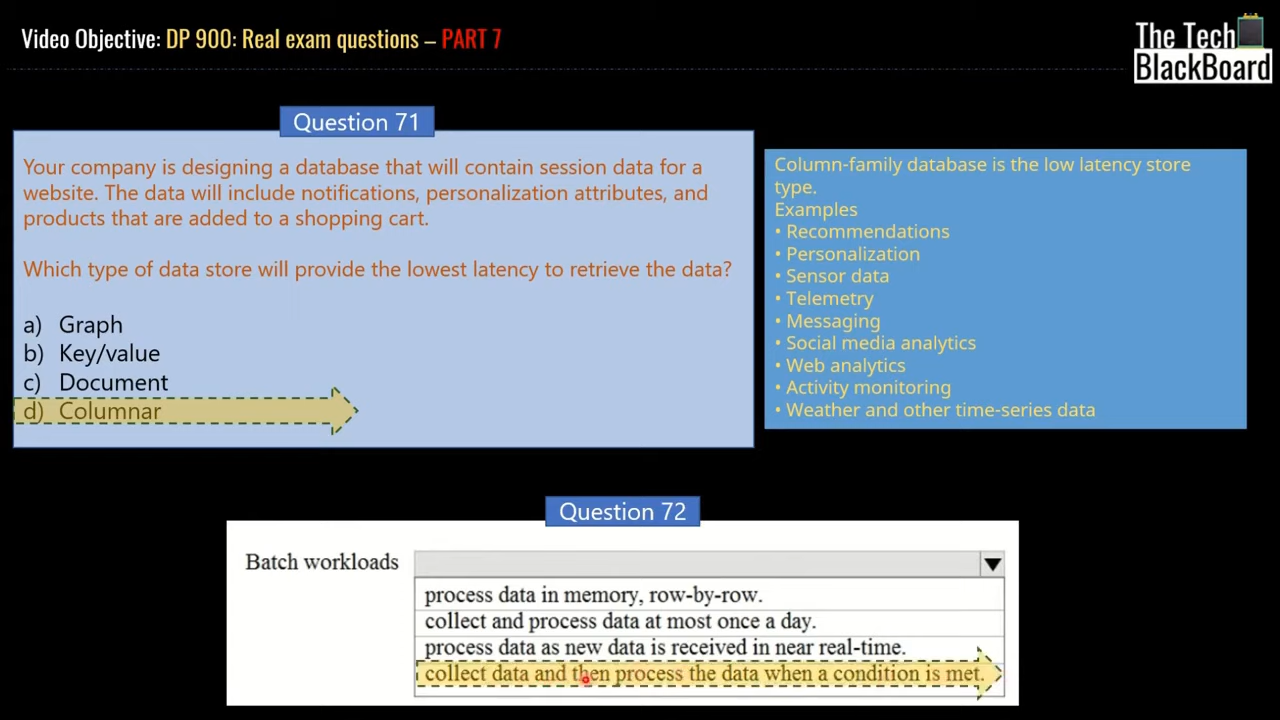 Video Objective: DP 900: Real exam questions – PART 7
The Tech
BlackBoard
Question 71
Your company is designing a database that will contain session data for a
website. The data will include notifications, personalization attributes, and
products that are added to a shopping cart.
Which type of data store will provide the lowest latency to retrieve the data?
a) Graph
b) Key/value
c) Document
d) Columnar
Column-family database is the low latency store
type.
Examples
• Recommendations
• Personalization
• Sensor data
• Telemetry
• Messaging
• Social media analytics
• Web analytics
• Activity monitoring
• Weather and other time-series data
Question 72
Batch workloads
process data in memory, row-by-row.
collect and process data at most once a day.
process data as new data is received in near real-time.
collect data and then process the data when a condition is met.